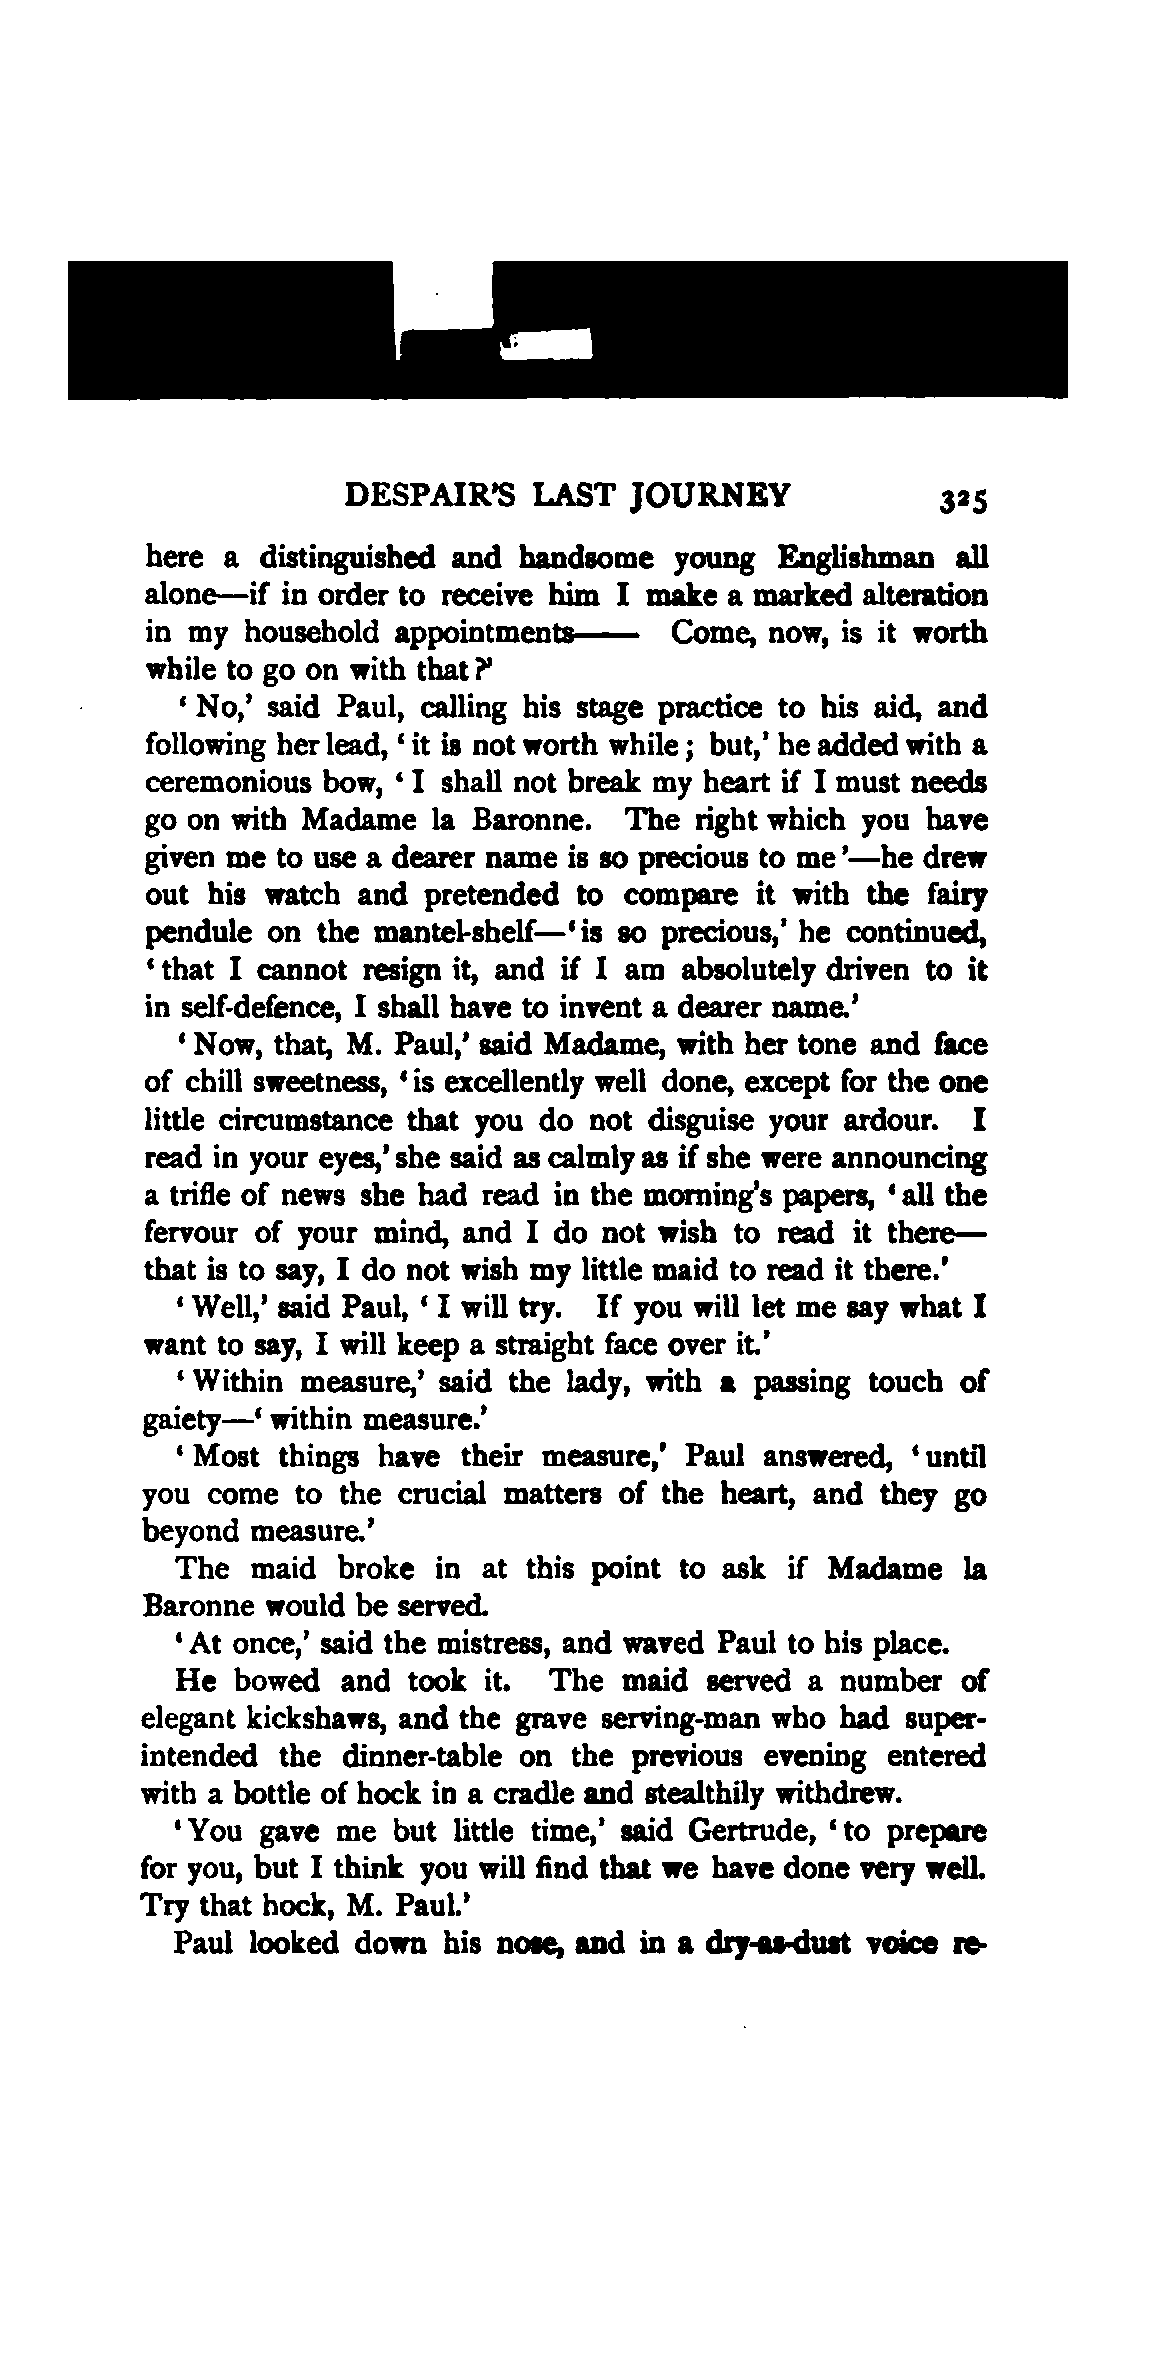 DESPAIR'S LAST JOURNEY 325
here a distinguished and handsome young Englishman all
alone—if in order to receive him I make a marked alteration
in my household appointments—— Come, now, is it worth
while to go on with that?'
'No,' said Paul, calling his stage practice to his aid, and
following her lead, 'it is not worth while; but,' he added with a
ceremonious bow, 'I shall not break my heart if I must needs
go on with Madame la Baronne. The right which you have
given me to use a dearer name is so precious to me'—he drew
out his watch and pretended to compare it with the fairy
pendule on the mantel-shelf—'is so precious,' he continued,
'that I cannot resign it, and if I am absolutely driven to it
in self-defence, I shall have to invent a dearer name.'
'Now, that, M. Paul,' said Madame, with her tone and face
of chill sweetness, 'is excellently well done, except for the one
little circumstance that you do not disguise your ardour. I
read in your eyes,' she said as calmly as if she were announcing
a trifle of news she had read in the morning's papers, 'all the
fervour of your mind, and I do not wish to read it there—
that is to say, I do not wish my little maid to read it there.'
'Well,' said Paul, 'I will try. If you will let me say what I
want to say, I will keep a straight face over it.'
'Within measure,' said the lady, with a passing touch of
gaiety—'within measure.'
'Most things have their measure,' Paul answered, 'until
you come to the crucial matters of the heart, and they go
beyond measure.'
The maid broke in at this point to ask if Madame la
Baronne would be served.
'At once,' said the mistress, and waved Paul to his place.
He bowed and took it. The maid served a number of
elegant kickshaws, and the grave serving-man who had super-
intended the dinner-table on the previous evening entered
with a bottle of hock in a cradle and stealthily withdrew.
'You gave me but little time,' said Gertrude, 'to prepare
for you, but I think you will find that we have done very well.
Try that hock, M. Paul.'
Paul looked down his nose, and in a dry-as-dust voice re-